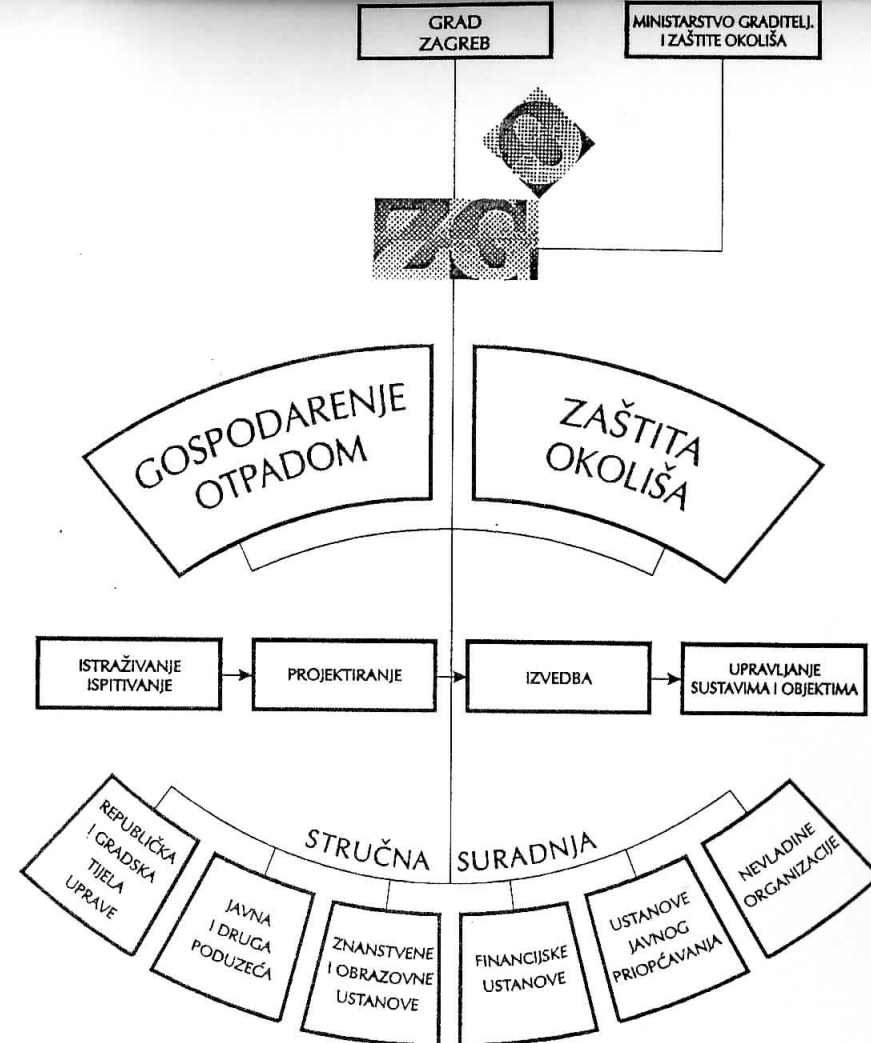 GRAD
ZAGREB
MINISTARSTVO GRADITELJ.
I ZAŠTITE OKOLIŠA
ZG
GOSPODARENJE
OTPADOM
ZAŠTITA
OKOLIŠA
ISTRAŽIVANJE
ISPITIVANJE
PROJEKTIRANJE
IZVEDBA
UPRAVLJANJE
SUSTAVIMA I OBJEKTIMA
STRUČNA SURADNJA
REPUBLIČKA
I GRADSKA
TIJELA
UPRAVE
JAVNA
I DRUGA
PODUZEĆA
ZNANSTVENE
I OBRAZOVNE
USTANOVE
FINANCIJSKE
USTANOVE
USTANOVE
JAVNOG
PRIOPĆAVANJA
NEVLADINE
ORGANIZACIJE